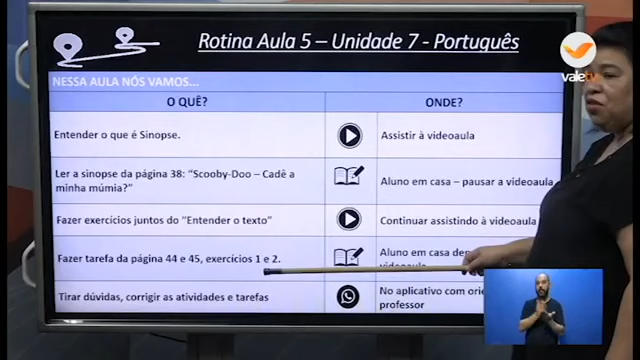 Rotina Aula 5 – Unidade 7 - Português
vale tv
NESSA AULA NÓS VAMOS...
O QUÊ?
ONDE?
Entender o que é Sinopse.
Assistir à videoaula
Ler a sinopse da página 38: "Scooby-Doo – Cadê a
minha múmia?"
Aluno em casa – pausar a videoaula
Fazer exercícios juntos do "Entender o texto"
Continuar assistindo à videoaula
Fazer tarefa da página 44 e 45, exercícios 1 e 2.
Aluno em casa
videoaula
Tirar dúvidas, corrigir as atividades e tarefas
No aplicativo com
professor